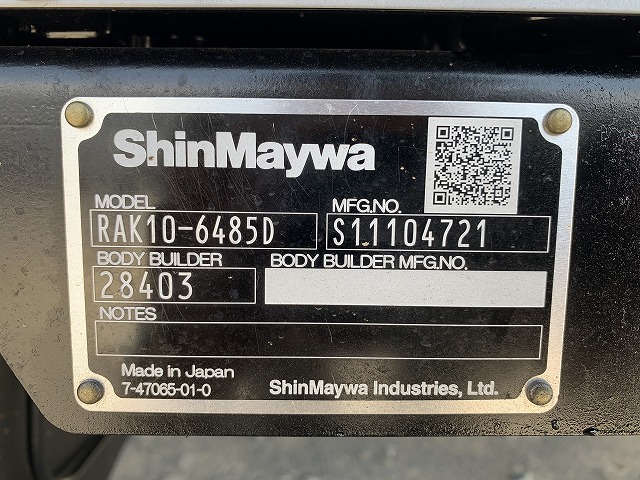 ShinMaywa
MODEL
RAK10-6485D
MFG.NO.
S11104721
BODY BUILDER
28403
BODY BUILDER MFG.NO.
NOTES
Made in Japan
7-47065-01-0
ShinMaywa Industries, Ltd.